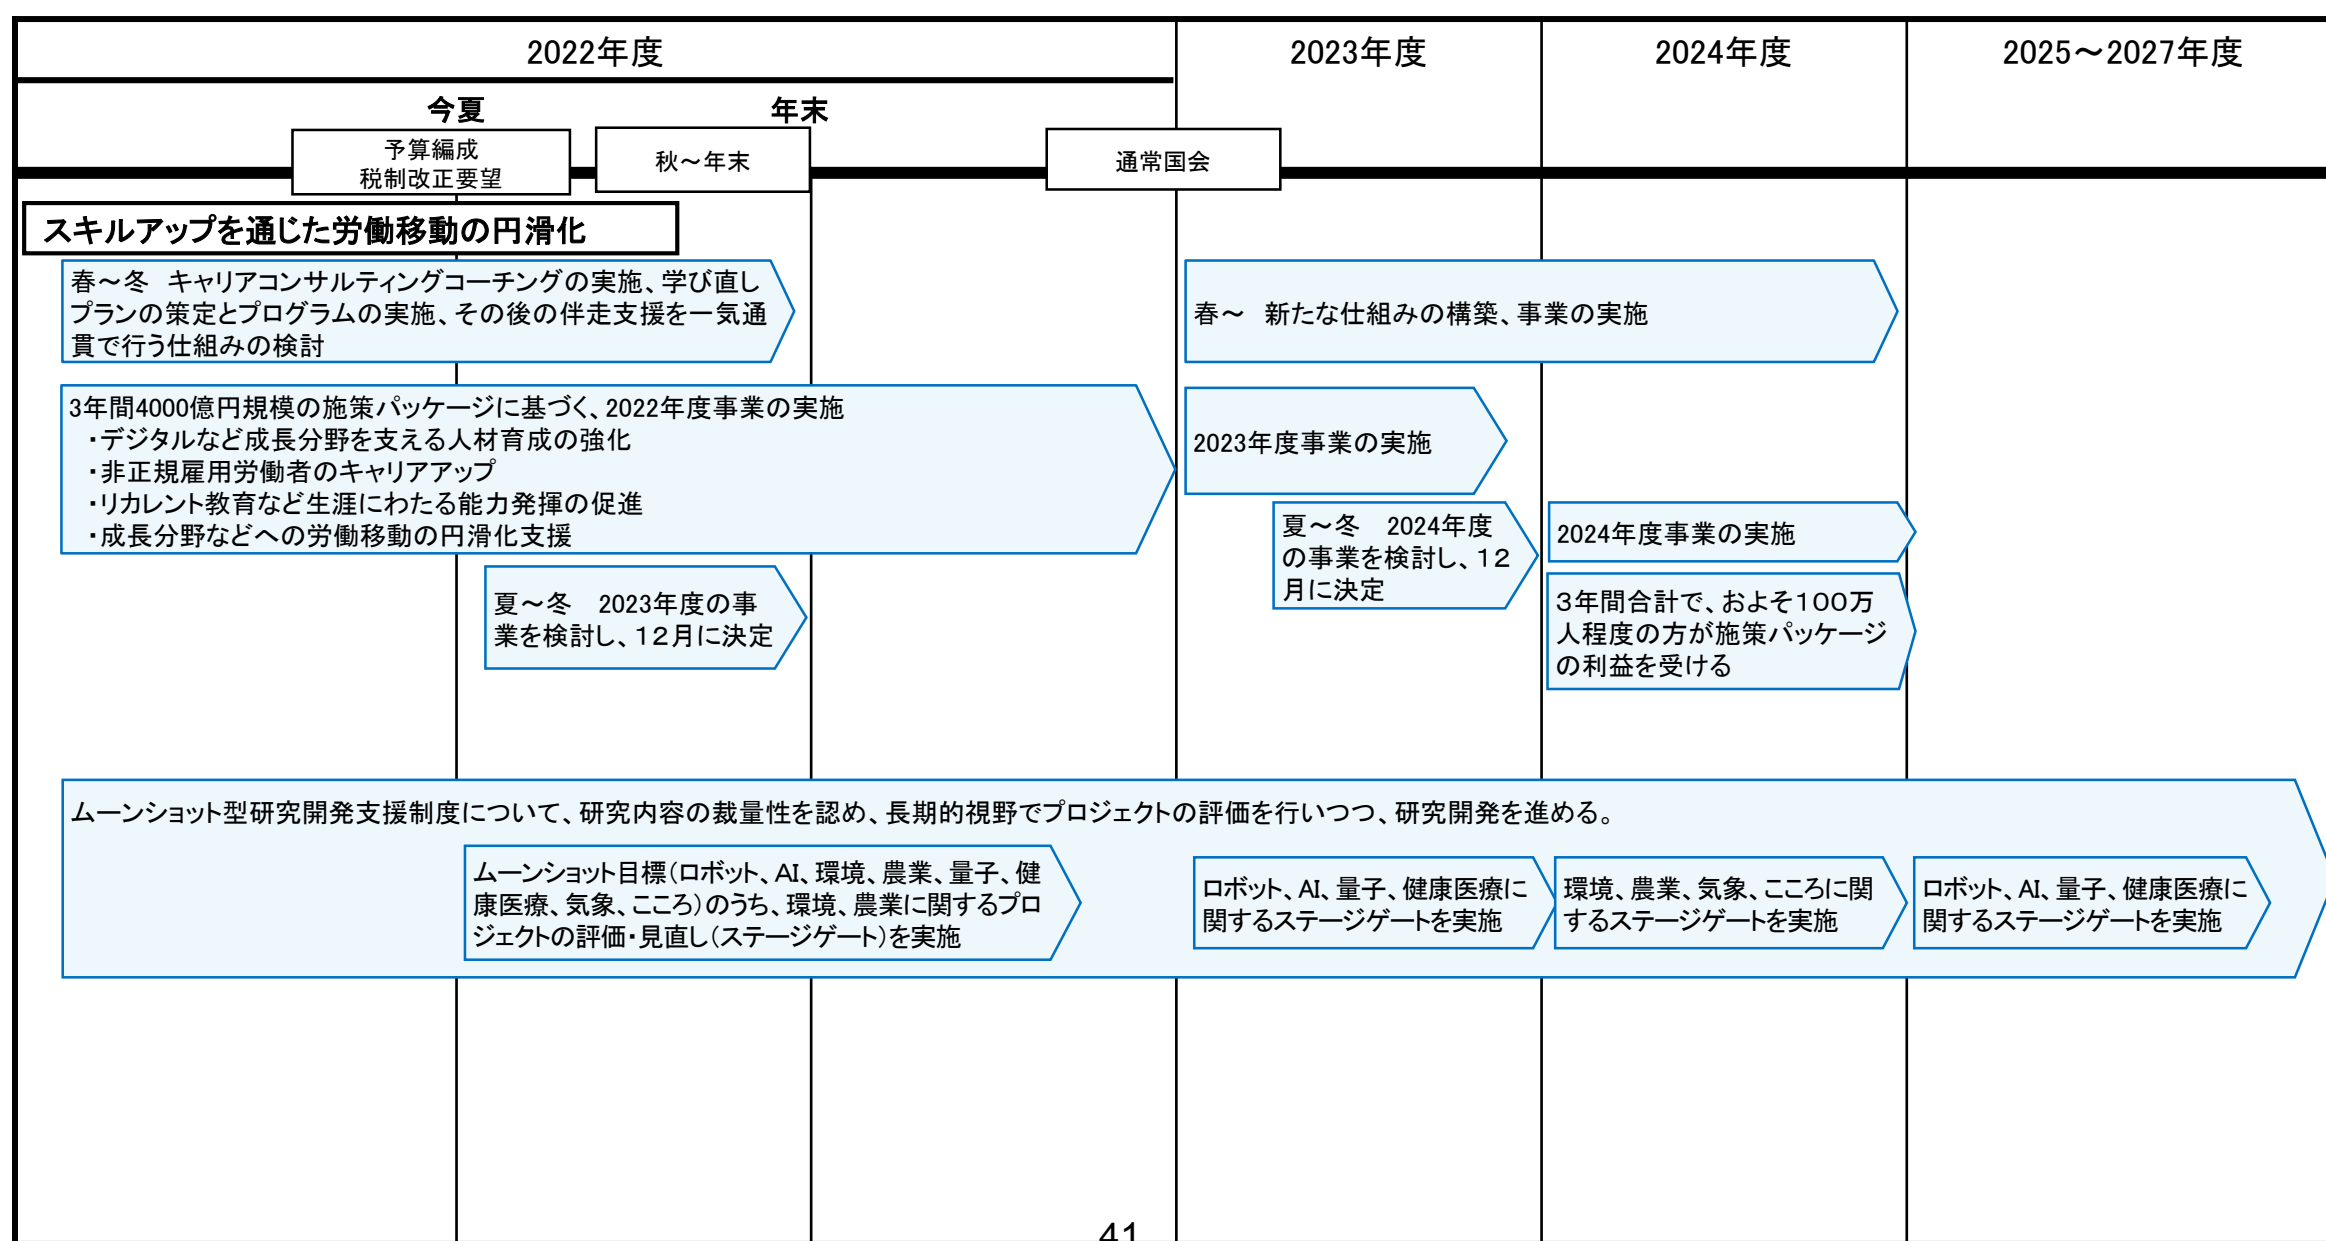 2022年度
2023年度
2024年度
2025～2027年度
今夏
年末
予算編成
税制改正要望
秋～年末
通常国会
スキルアップを通じた労働移動の円滑化
春～冬　キャリアコンサルティングコーチングの実施、学び直し
プランの策定とプログラムの実施、その後の伴走支援を一気通
貫で行う仕組みの検討
春～　新たな仕組みの構築、事業の実施
3年間4000億円規模の施策パッケージに基づく、2022年度事業の実施
・デジタルなど成長分野を支える人材育成の強化
・非正規雇用労働者のキャリアアップ
・リカレント教育など生涯にわたる能力発揮の促進
・成長分野などへの労働移動の円滑化支援
2023年度事業の実施
夏～冬　2024年度
の事業を検討し、１２
月に決定
2024年度事業の実施
夏～冬　2023年度の事
業を検討し、１２月に決定
３年間合計で、およそ１００万
人程度の方が施策パッケージ
の利益を受ける
ムーンショット型研究開発支援制度について、研究内容の裁量性を認め、長期的視野でプロジェクトの評価を行いつつ、研究開発を進める。
ムーンショット目標（ロボット、AI、環境、農業、量子、健
康医療、気象、こころ）のうち、環境、農業に関するプロ
ジェクトの評価・見直し（ステージゲート）を実施
ロボット、AI、量子、健康医療に
関するステージゲートを実施
環境、農業、気象、こころに関
するステージゲートを実施
ロボット、AI、量子、健康医療に
関するステージゲートを実施
41